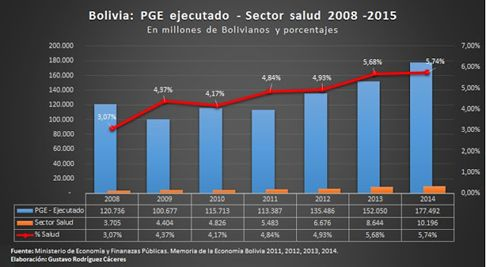 Bolivia: PGE ejecutado - Sector salud 2008 -2015
En millones de Bolivianos y porcentajes
200.000
180.000
160.000
140.000
120.000
100.000
80.000
60.000
40.000
20.000
-
7,00%
6,00%
5,00%
4,00%
3,00%
2,00%
1,00%
0,00%
3,07% 4,37% 4,17% 4,84% 4,93% 5,68% 5,74%
2008 2009 2010 2011 2012 2013 2014
PGE - Ejecutado 120.736 100.677 115.713 113.387 135.486 152.050 177.492
Sector Salud 3.705 4.404 4.826 5.483 6.676 8.644 10.196
% Salud 3,07% 4,37% 4,17% 4,84% 4,93% 5,68% 5,74%
Fuente: Ministerio de Economía y Finanazas Públicas. Memoria de la Economía Bolivia 2011, 2012, 2013, 2014.
Elaboración: Gustavo Rodríguez Cáceres